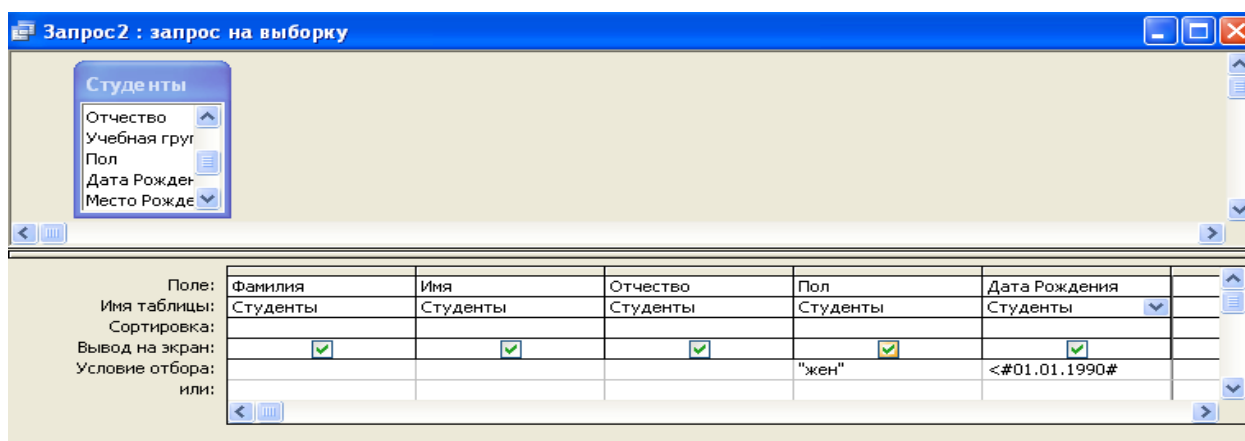 Запрос2 : запрос на выборку
Студенты
Отчество
Учебная груг
Пол
Дата Рожден
Место Рожде
Поле: Фамилия Имя Отчество Пол Дата Рождения
Имя таблицы: Студенты Студенты Студенты Студенты Студенты
Сортировка:
Вывод на экран:
Условие отбора: "жен" <#01.01.1990#
или: